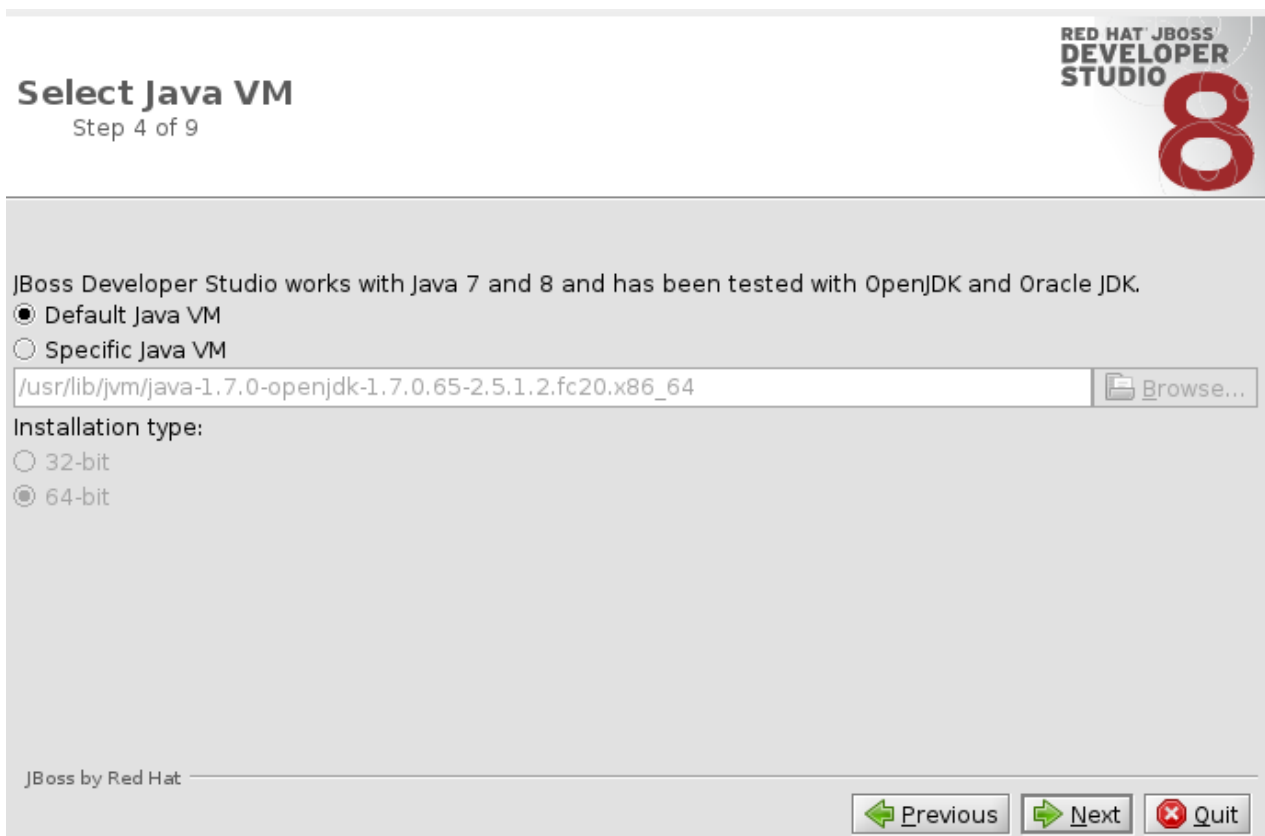 RED HAT JBOSS
DEVELOPER
STUDIO
8
Select Java VM
Step 4 of 9
JBoss Developer Studio works with Java 7 and 8 and has been tested with OpenJDK and Oracle JDK.
Default Java VM
Specific Java VM
/usr/lib/jvm/java-1.7.0-openjdk-1.7.0.65-2.5.1.2.fc20.x86_64 Browse...
Installation type:
32-bit
64-bit
JBoss by Red Hat
Previous Next Quit